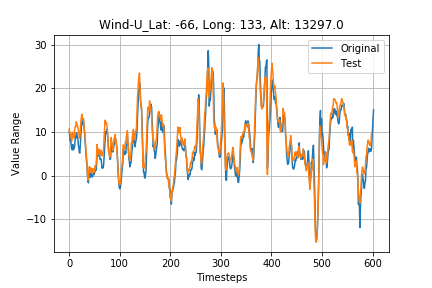 Wind-U_Lat: -66, Long: 133, Alt: 13297.0
Original
Test
Value Range
30
20
10
0
−10
0 100 200 300 400 500 600
Timesteps